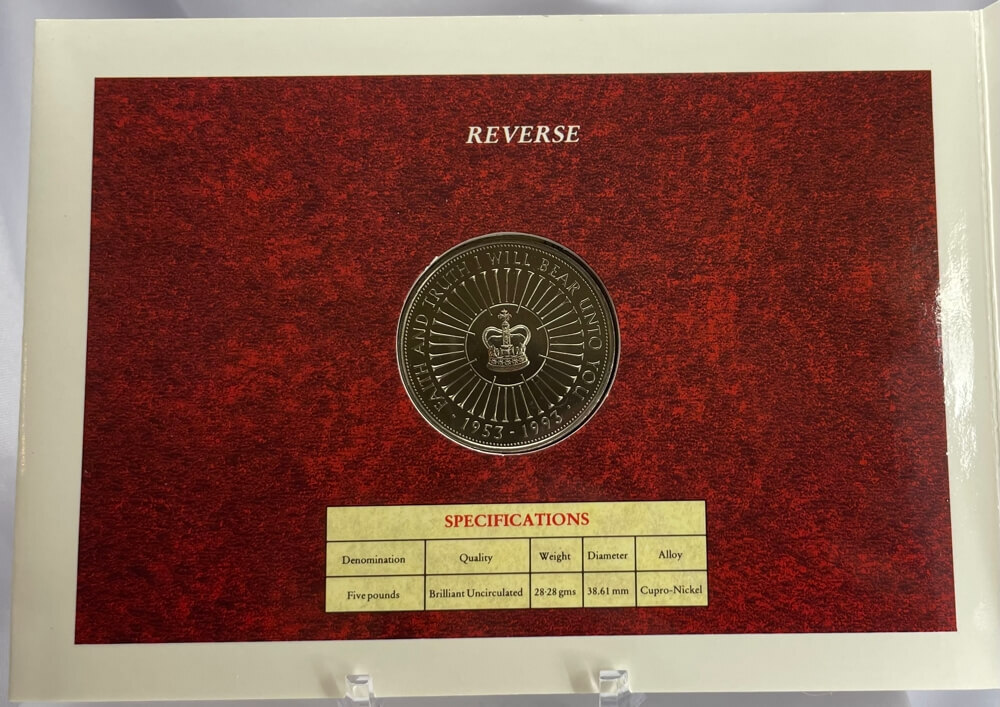 REVERSE
FAITH AND TRUTH I WILL BEAR UNTO YOU
· 1953 - 1993 ·
SPECIFICATIONS
Denomination Quality Weight Diameter Alloy
Five pounds Brilliant Uncirculated 28·28 gms 38.61 mm Cupro-Nickel